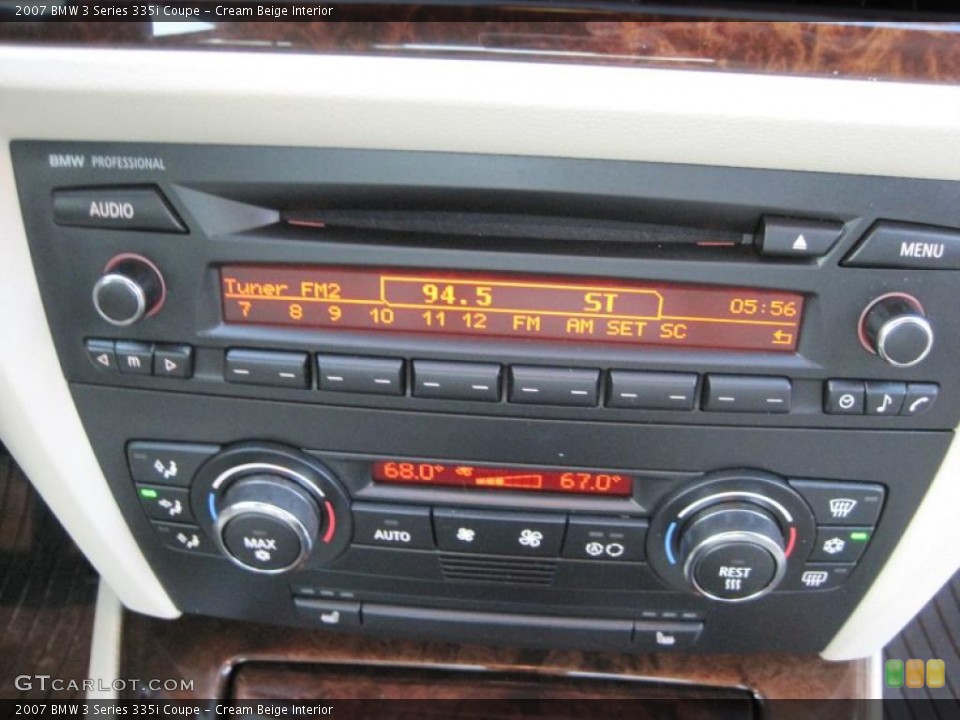 2007 BMW 3 Series 335i Coupe - Cream Beige Interior
BMW PROFESSIONAL
AUDIO
MENU
Tuner FM2 94.5 ST 05:56
7 8 9 10 11 12 FM AM SET SC
m
68.0° 67.0°
MAX
AUTO
A
REST
GTCARLOT.COM
2007 BMW 3 Series 335i Coupe - Cream Beige Interior